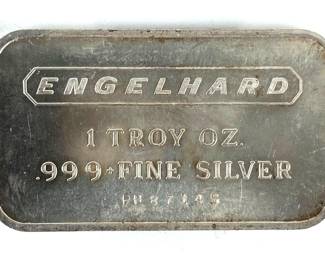 ENGELHARD
1 TROY OZ.
.999+FINE SILVER